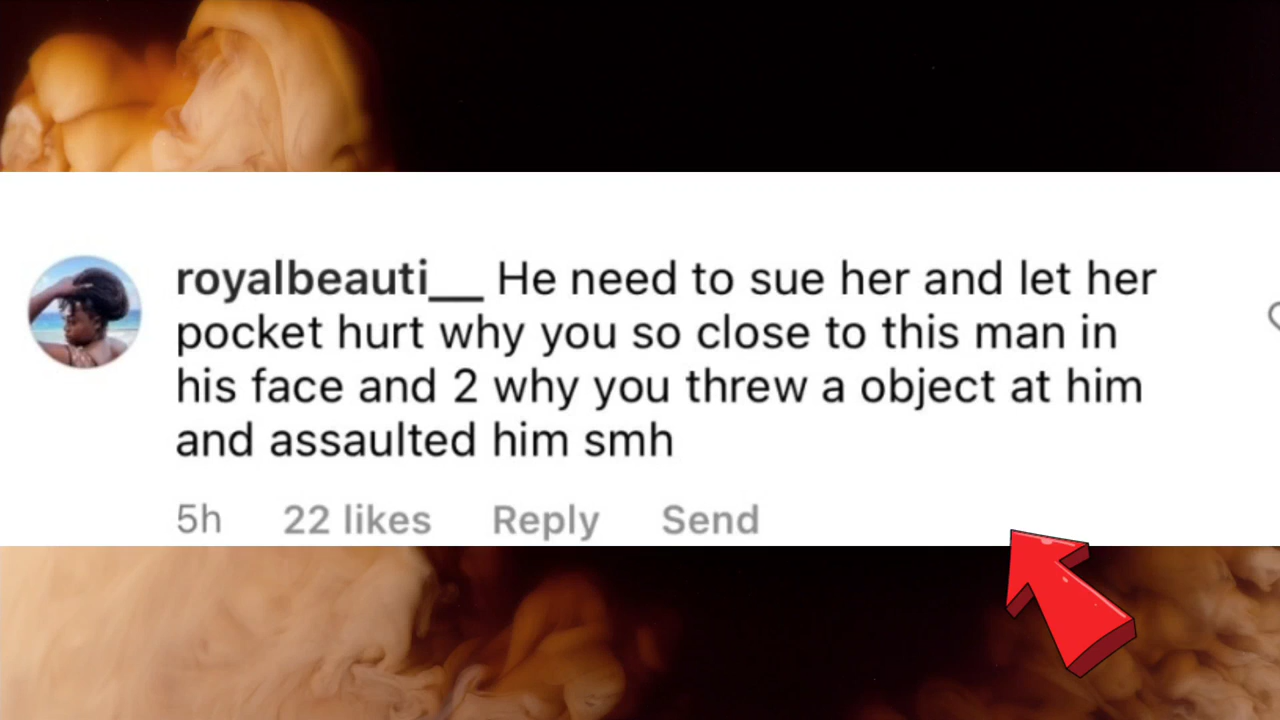 royalbeauti__ He need to sue her and let her
pocket hurt why you so close to this man in
his face and 2 why you threw a object at him
and assaulted him smh
5h 22 likes Reply Send